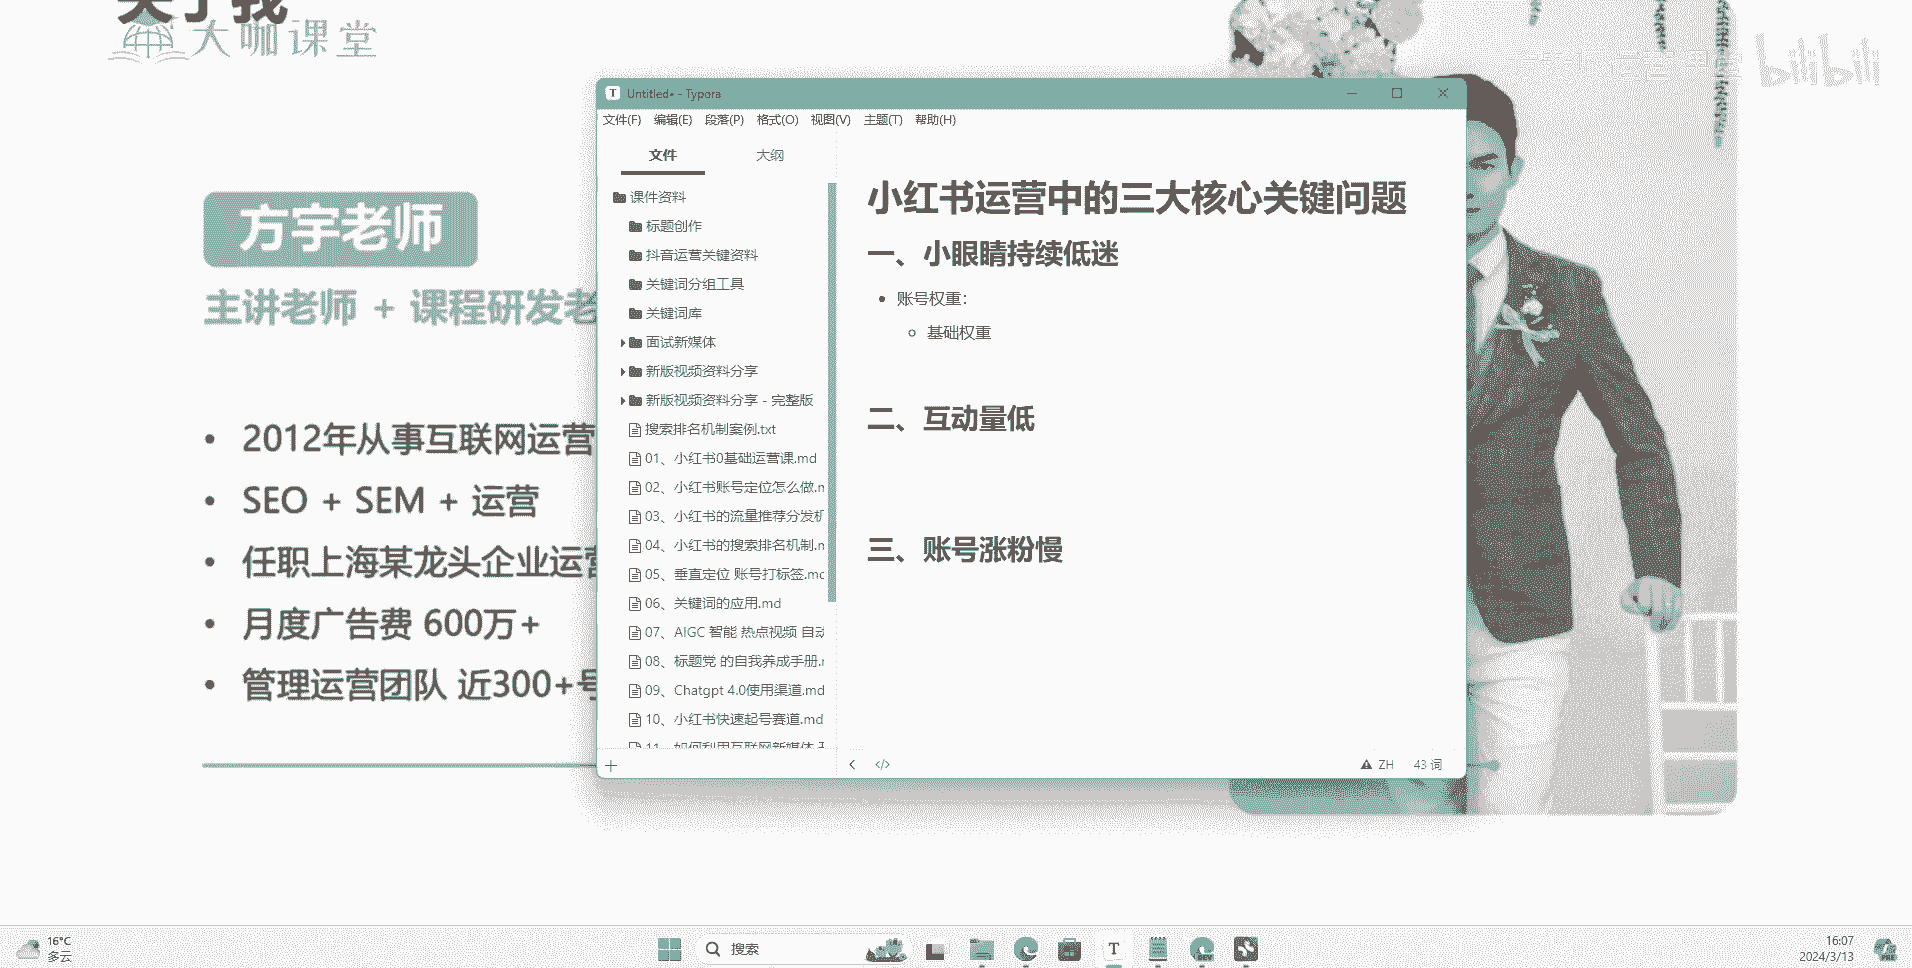 关于我
大咖课堂
bilibili
方宇老师
主讲老师 + 课程研发老
• 2012年从事互联网运营
• SEO + SEM + 运营
• 任职上海某龙头企业运营
• 月度广告费 600万+
• 管理运营团队 近300+号
Untitled• - Typora
文件(F) 编辑(E) 段落(P) 格式(O) 视图(V) 主题(T) 帮助(H)
文件 大纲
课件资料
标题创作
抖音运营关键资料
关键词分组工具
关键词库
面试新媒体
新版视频资料分享
新版视频资料分享 - 完整版
搜索排名机制案例.txt
01、小红书0基础运营课.md
02、小红书账号定位怎么做.m
03、小红书的流量推荐分发机
04、小红书的搜索排名机制.m
05、垂直定位 账号打标签.md
06、关键词的应用.md
07、AIGC 智能 热点视频 自动
08、标题党 的自我养成手册.m
09、Chatgpt 4.0使用渠道.md
10、小红书快速起号赛道.md
11、如何利用互联网新媒体
小红书运营中的三大核心关键问题
一、小眼睛持续低迷
• 账号权重：
◦ 基础权重
二、互动量低
三、账号涨粉慢
ZH 43 词
16°C
多云
搜索
16:07
2024/3/13